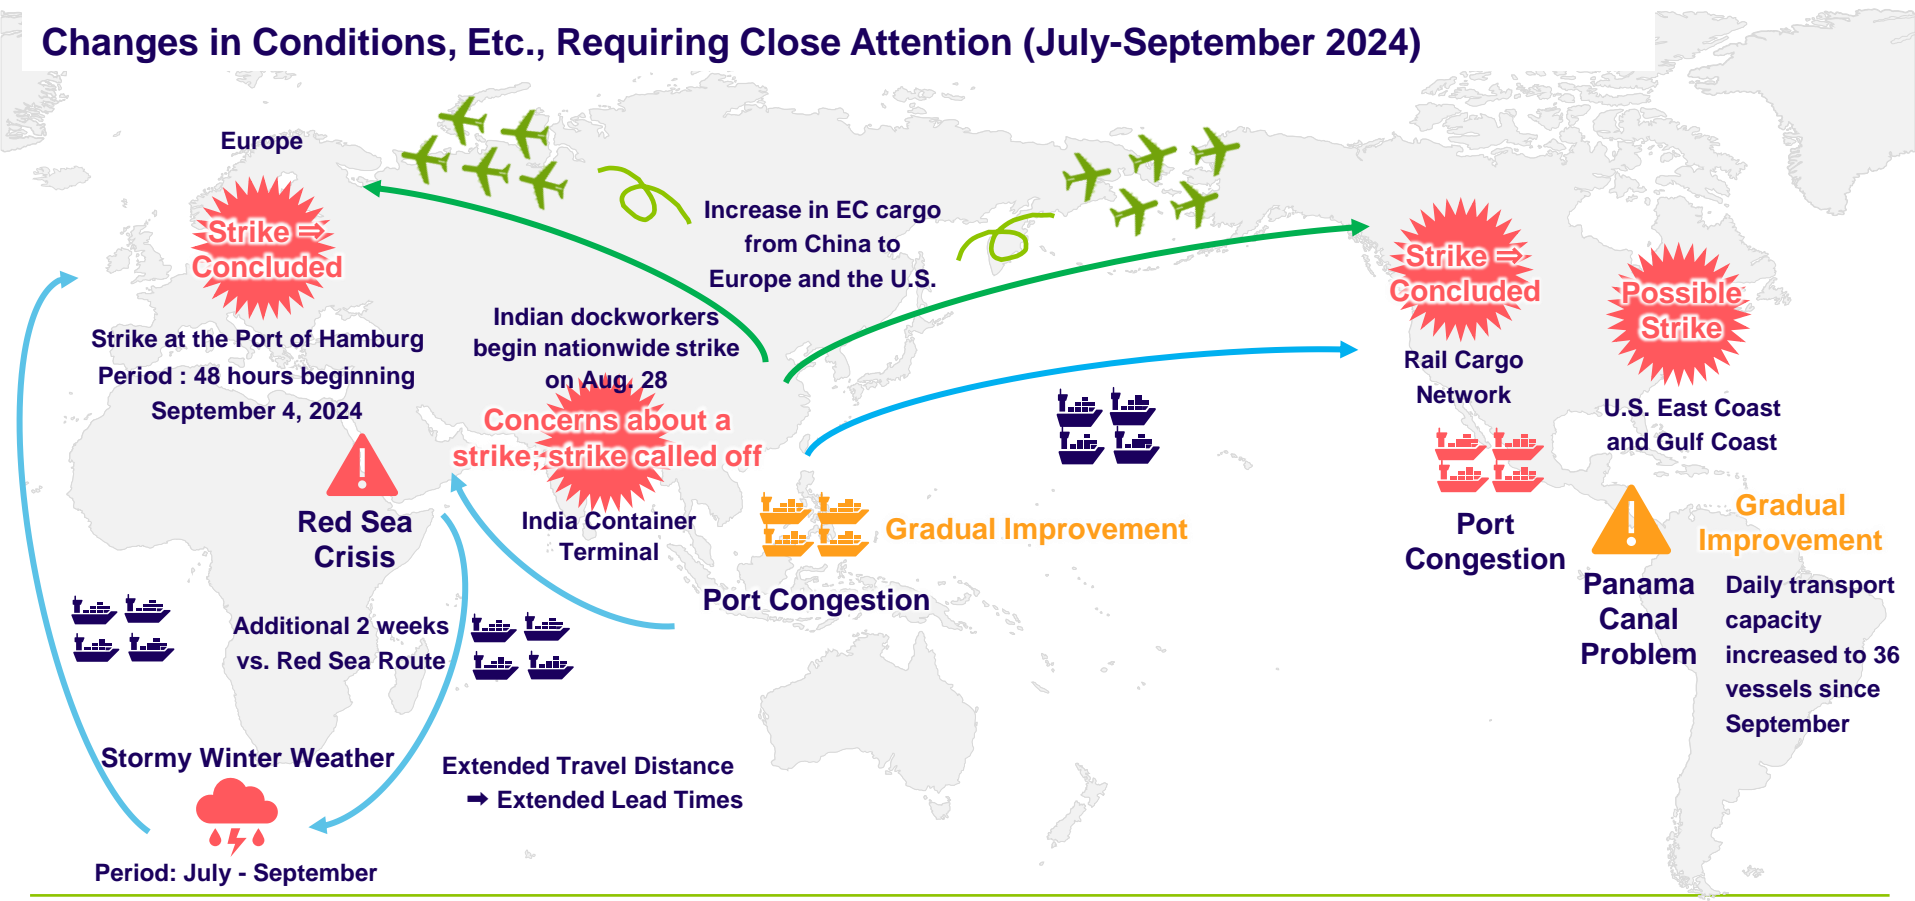 Changes in Conditions, Etc., Requiring Close Attention (July-September 2024)
Europe
Strike ⇒
Concluded
Strike at the Port of Hamburg
Period : 48 hours beginning
September 4, 2024
Increase in EC cargo
from China to
Europe and the U.S.
Indian dockworkers
begin nationwide strike
on Aug. 28
Concerns about a
strike; strike called off
India Container
Terminal
Strike ⇒
Concluded
Rail Cargo
Network
Possible
Strike
U.S. East Coast
and Gulf Coast
Red Sea
Crisis
Gradual Improvement
Port Congestion
Port
Congestion
Gradual
Improvement
Panama
Canal
Problem
Daily transport
capacity
increased to 36
vessels since
September
Additional 2 weeks
vs. Red Sea Route
Stormy Winter Weather
Period: July - September
Extended Travel Distance
➡ Extended Lead Times